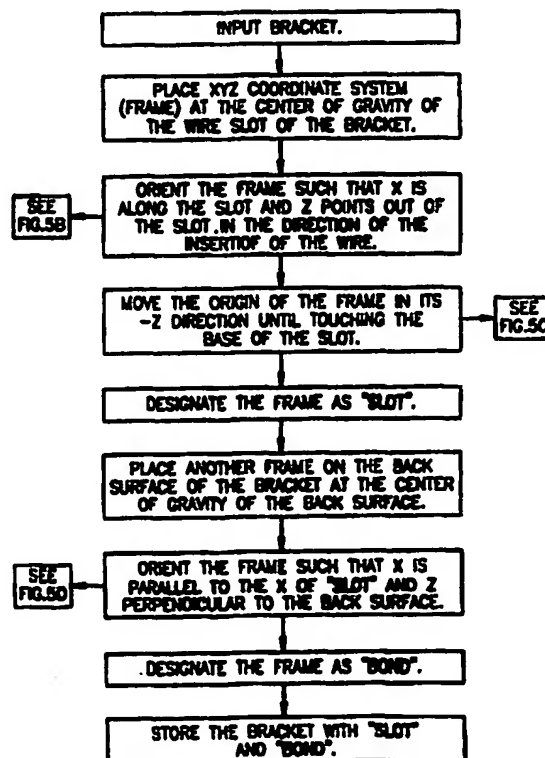 INPUT BRACKET.
PLACE XYZ COORDINATE SYSTEM
(FRAME) AT THE CENTER OF GRAVITY OF
THE WIRE SLOT OF THE BRACKET.
SEE
FIG.5B
ORIENT THE FRAME SUCH THAT X IS
ALONG THE SLOT AND Z POINTS OUT OF
THE SLOT IN THE DIRECTION OF THE
INSERTIOF OF THE WIRE.
MOVE THE ORIGIN OF THE FRAME IN ITS
-Z DIRECTION UNTIL TOUCHING THE
BASE OF THE SLOT.
SEE
FIG.5C
DESIGNATE THE FRAME AS "SLOT".
PLACE ANOTHER FRAME ON THE BACK
SURFACE OF THE BRACKET AT THE CENTER
OF GRAVITY OF THE BACK SURFACE.
SEE
FIG.5D
ORIENT THE FRAME SUCH THAT X IS
PARALLEL TO THE X OF "SLOT" AND Z
PERPENDICULAR TO THE BACK SURFACE.
DESIGNATE THE FRAME AS "BOND".
STORE THE BRACKET WITH "SLOT"
AND "BOND".